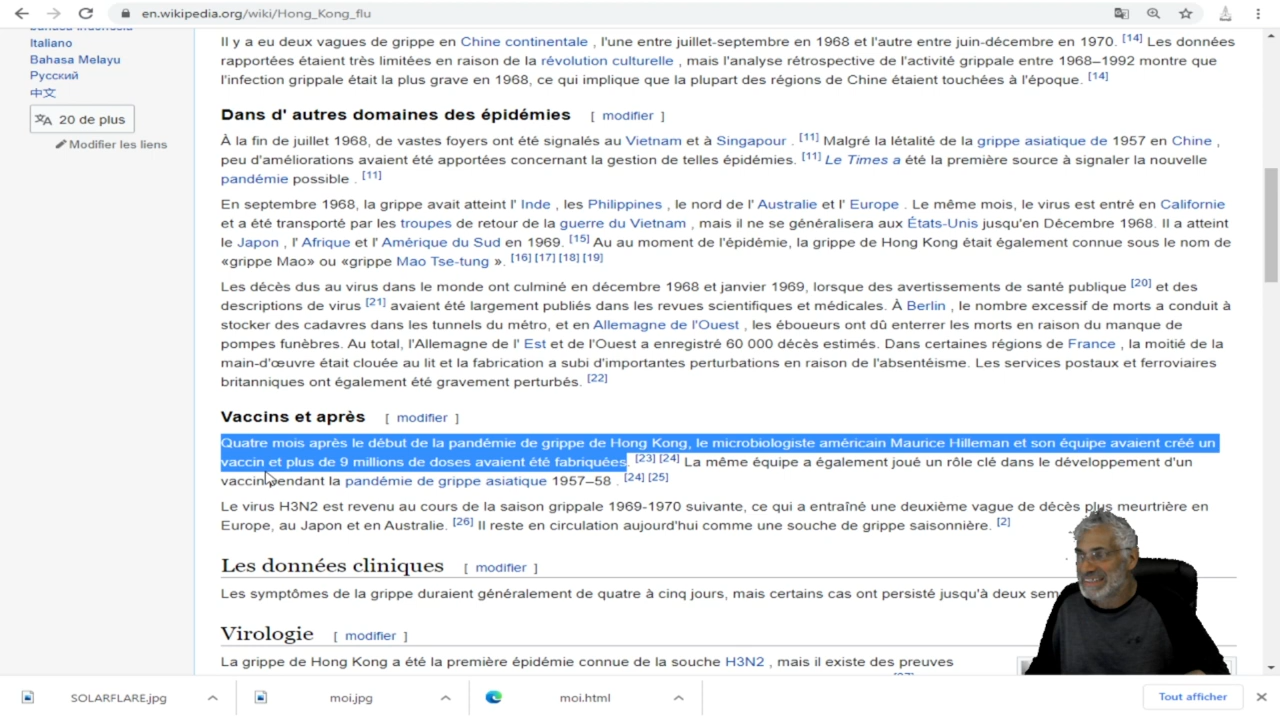 en.wikipedia.org/wiki/Hong_Kong_flu
Italiano
Bahasa Melayu
Русский
中文
20 de plus
Modifier les liens
Il y a eu deux vagues de grippe en Chine continentale , l'une entre juillet-septembre en 1968 et l'autre entre juin-décembre en 1970. [14] Les données
rapportées étaient très limitées en raison de la révolution culturelle , mais l'analyse rétrospective de l'activité grippale entre 1968–1992 montre que
l'infection grippale était la plus grave en 1968, ce qui implique que la plupart des régions de Chine étaient touchées à l'époque. [14]
Dans d' autres domaines des épidémies [ modifier ]
À la fin de juillet 1968, de vastes foyers ont été signalés au Vietnam et à Singapour . [11] Malgré la létalité de la grippe asiatique de 1957 en Chine ,
peu d'améliorations avaient été apportées concernant la gestion de telles épidémies. [11] Le Times a été la première source à signaler la nouvelle
pandémie possible . [11]
En septembre 1968, la grippe avait atteint l' Inde , les Philippines , le nord de l' Australie et l' Europe . Le même mois, le virus est entré en Californie
et a été transporté par les troupes de retour de la guerre du Vietnam , mais il ne se généralisera aux États-Unis jusqu'en Décembre 1968. Il a atteint
le Japon , l' Afrique et l' Amérique du Sud en 1969. [15] Au au moment de l'épidémie, la grippe de Hong Kong était également connue sous le nom de
«grippe Mao» ou «grippe Mao Tse-tung ». [16] [17] [18] [19]
Les décès dus au virus dans le monde ont culminé en décembre 1968 et janvier 1969, lorsque des avertissements de santé publique [20] et des
descriptions de virus [21] avaient été largement publiés dans les revues scientifiques et médicales. À Berlin , le nombre excessif de morts a conduit à
stocker des cadavres dans les tunnels du métro, et en Allemagne de l'Ouest , les éboueurs ont dû enterrer les morts en raison du manque de
pompes funèbres. Au total, l'Allemagne de l' Est et de l'Ouest a enregistré 60 000 décès estimés. Dans certaines régions de France , la moitié de la
main-d'œuvre était clouée au lit et la fabrication a subi d'importantes perturbations en raison de l'absentéisme. Les services postaux et ferroviaires
britanniques ont également été gravement perturbés. [22]
Vaccins et après [ modifier ]
Quatre mois après le début de la pandémie de grippe de Hong Kong, le microbiologiste américain Maurice Hilleman et son équipe avaient créé un
vaccin et plus de 9 millions de doses avaient été fabriquées. [23] [24] La même équipe a également joué un rôle clé dans le développement d'un
vaccin pendant la pandémie de grippe asiatique 1957–58 . [24] [25]
Le virus H3N2 est revenu au cours de la saison grippale 1969-1970 suivante, ce qui a entraîné une deuxième vague de décès plus meurtrière en
Europe, au Japon et en Australie. [26] Il reste en circulation aujourd'hui comme une souche de grippe saisonnière. [2]
Les données cliniques [ modifier ]
Les symptômes de la grippe duraient généralement de quatre à cinq jours, mais certains cas ont persisté jusqu'à deux
Virologie [ modifier ]
La grippe de Hong Kong a été la première épidémie connue de la souche H3N2 , mais il existe des preuves
SOLARFLARE.jpg
moi.jpg
moi.html
Tout afficher